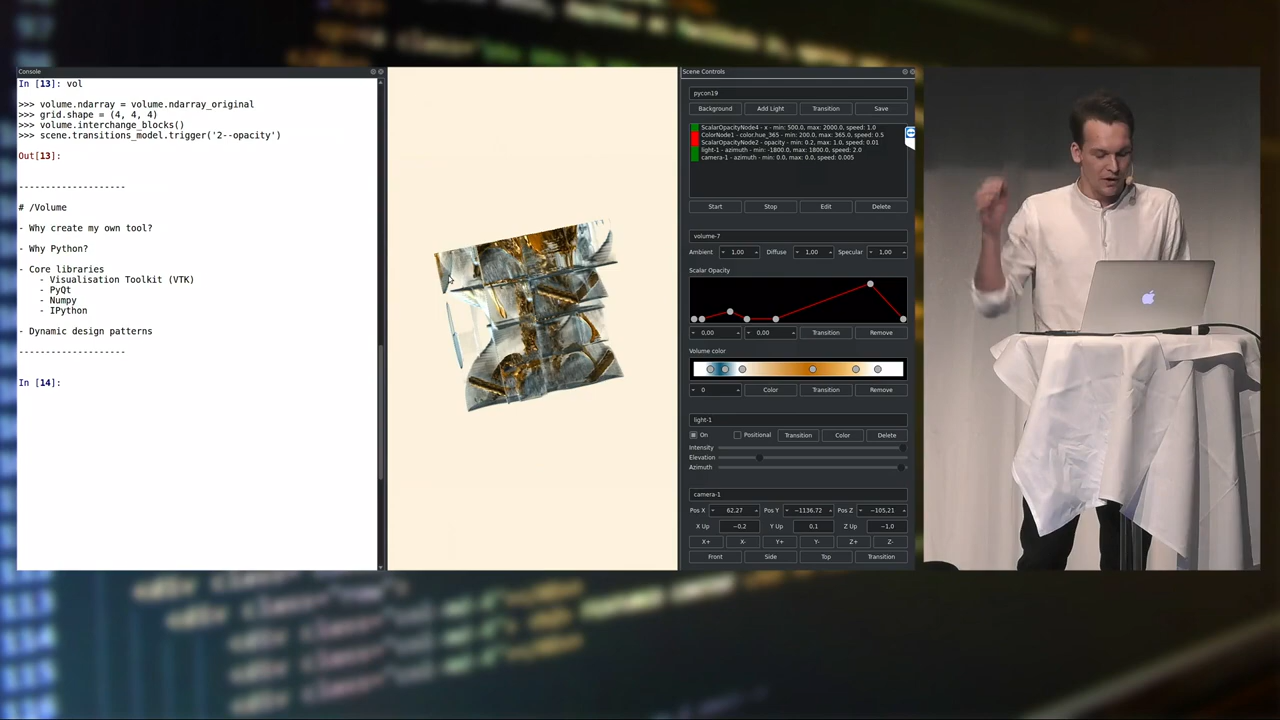 Console
In [13]: vol
>>> volume.ndarray = volume.ndarray_original
>>> grid.shape = (4, 4, 4)
>>> volume.interchange_blocks()
>>> scene.transitions_model.trigger('2--opacity')
Out[13]:
--------------------
# /Volume
- Why create my own tool?
- Why Python?
- Core libraries
- Visualisation Toolkit (VTK)
- PyQt
- Numpy
- IPython
- Dynamic design patterns
--------------------
In [14]:
Scene Controls
pycon19
Background Add Light Transition Save
ScalarOpacityNode4 - x - min: 500.0, max: 2000.0, speed: 1.0
ColorNode1 - color.hue_365 - min: 200.0, max: 365.0, speed: 0.5
ScalarOpacityNode2 - opacity - min: 0.2, max: 1.0, speed: 0.01
light-1 - azimuth - min: -1800.0, max: 1800.0, speed: 2.0
camera-1 - azimuth - min: 0.0, max: 0.0, speed: 0.005
Start Stop Edit Delete
volume-7
Ambient 1,00 Diffuse 1,00 Specular 1,00
Scalar Opacity
0,00 0,00 Transition Remove
Volume color
0 Color Transition Remove
light-1
On Positional Transition Color Delete
Intensity
Elevation
Azimuth
camera-1
Pos X 62,27 Pos Y −1136,72 Pos Z −105,21
X Up −0,2 Y Up 0,1 Z Up −1,0
X+ X- Y+ Y- Z+ Z-
Front Side Top Transition